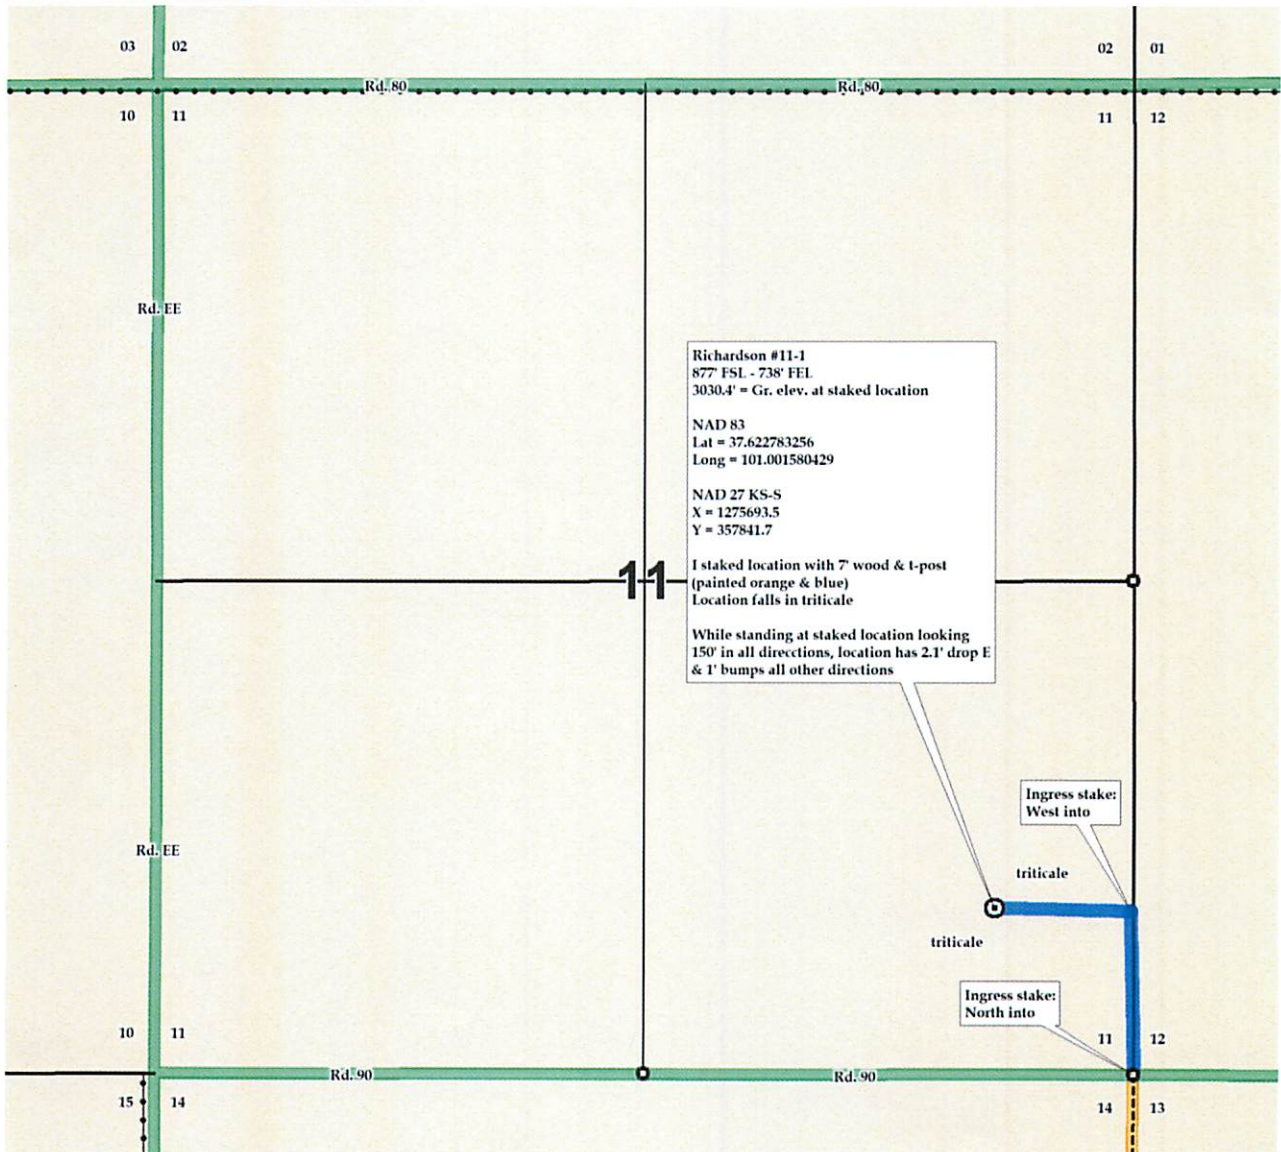 03 02
02 01
Rd. 80
Rd. 80
10 11
11 12
Rd. EE
Richardson #11-1
877' FSL - 738' FEL
3030.4' = Gr. elev. at staked location
NAD 83
Lat = 37.622783256
Long = 101.001580429
NAD 27 KS-S
X = 1275693.5
Y = 357841.7
I staked location with 7' wood & t-post
(painted orange & blue)
Location falls in triticale
While standing at staked location looking
150' in all direcctions, location has 2.1' drop E
& 1' bumps all other directions
11
Ingress stake:
West into
Rd. EE
triticale
triticale
Ingress stake:
North into
10 11
11 12
Rd. 90
Rd. 90
15 14
14 13